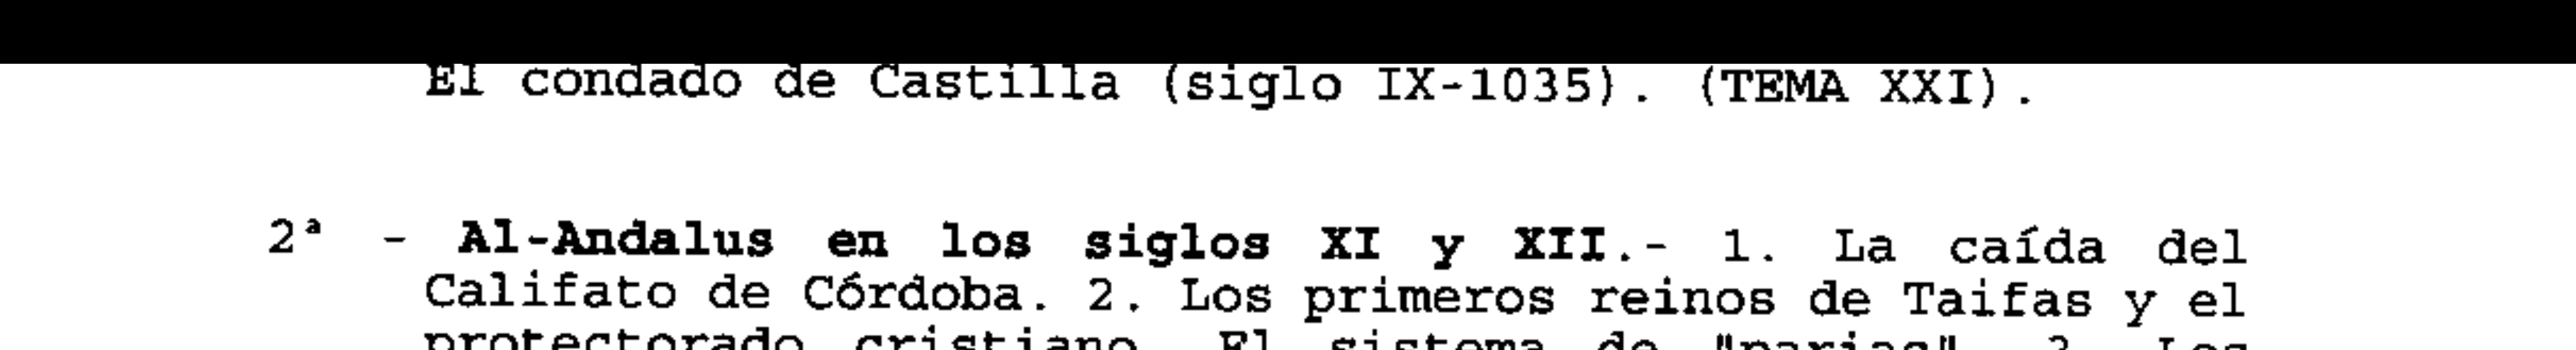 El condado de Castilla (siglo IX-1035). (TEMA XXI).
2ª - Al-Andalus en los siglos XI y XII.- 1. La caída del
Califato de Córdoba. 2. Los primeros reinos de Taifas y el
protectorado cristiano. El sistema de "parias". 3. Los